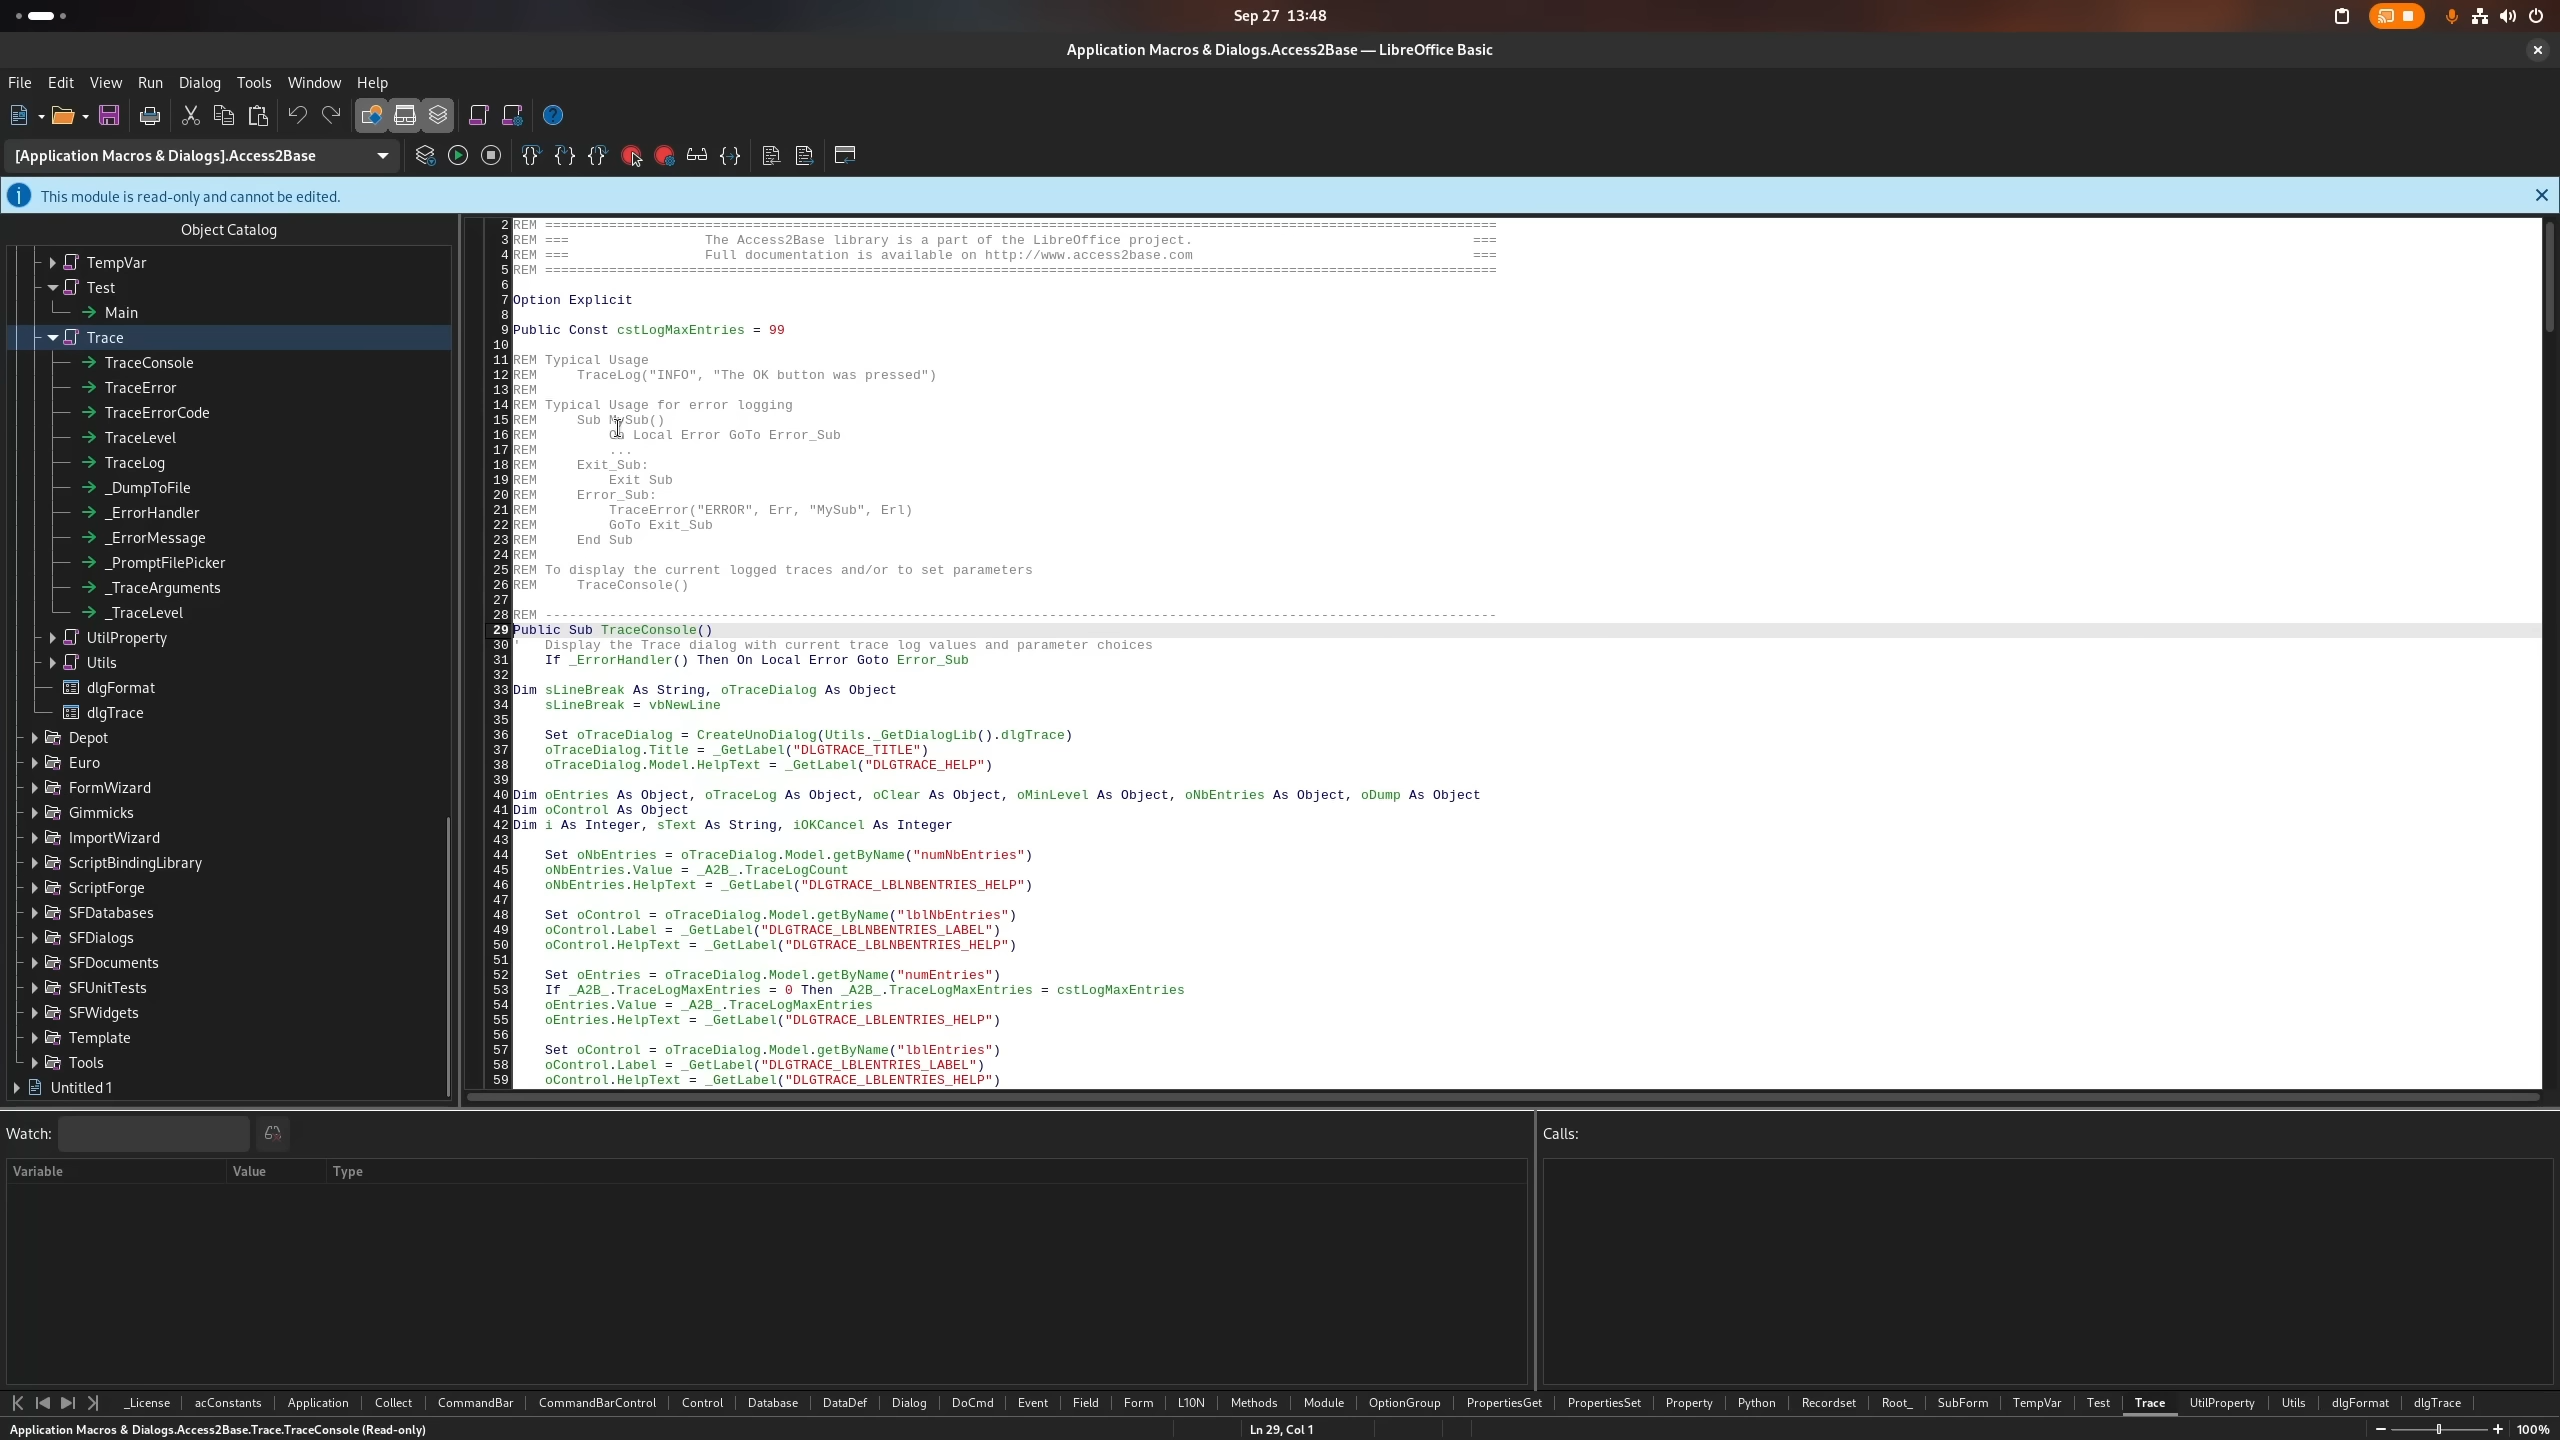 Sep 27 13:48
Application Macros & Dialogs.Access2Base — LibreOffice Basic
File Edit View Run Dialog Tools Window Help
[Application Macros & Dialogs].Access2Base
This module is read-only and cannot be edited.
Object Catalog
TempVar
Test
Main
Trace
TraceConsole
TraceError
TraceErrorCode
TraceLevel
TraceLog
_DumpToFile
_ErrorHandler
_ErrorMessage
_PromptFilePicker
_TraceArguments
_TraceLevel
UtilProperty
Utils
dlgFormat
dlgTrace
Depot
Euro
FormWizard
Gimmicks
ImportWizard
ScriptBindingLibrary
ScriptForge
SFDatabases
SFDialogs
SFDocuments
SFUnitTests
SFWidgets
Template
Tools
Untitled 1
2 REM =======================================================================================================================
3 REM ===                 The Access2Base library is a part of the LibreOffice project.                                   ===
4 REM ===                 Full documentation is available on http://www.access2base.com                                   ===
5 REM =======================================================================================================================
6
7 Option Explicit
8
9 Public Const cstLogMaxEntries = 99
10
11 REM Typical Usage
12 REM     TraceLog("INFO", "The OK button was pressed")
13 REM
14 REM Typical Usage for error logging
15 REM     Sub MySub()
16 REM         On Local Error GoTo Error_Sub
17 REM         ...
18 REM     Exit_Sub:
19 REM         Exit Sub
20 REM     Error_Sub:
21 REM         TraceError("ERROR", Err, "MySub", Erl)
22 REM         GoTo Exit_Sub
23 REM     End Sub
24 REM
25 REM To display the current logged traces and/or to set parameters
26 REM     TraceConsole()
27
28 REM -----------------------------------------------------------------------------------------------------------------------
29 Public Sub TraceConsole()
30 '   Display the Trace dialog with current trace log values and parameter choices
31     If _ErrorHandler() Then On Local Error Goto Error_Sub
32
33 Dim sLineBreak As String, oTraceDialog As Object
34     sLineBreak = vbNewLine
35
36     Set oTraceDialog = CreateUnoDialog(Utils._GetDialogLib().dlgTrace)
37     oTraceDialog.Title = _GetLabel("DLGTRACE_TITLE")
38     oTraceDialog.Model.HelpText = _GetLabel("DLGTRACE_HELP")
39
40 Dim oEntries As Object, oTraceLog As Object, oClear As Object, oMinLevel As Object, oNbEntries As Object, oDump As Object
41 Dim oControl As Object
42 Dim i As Integer, sText As String, iOKCancel As Integer
43
44     Set oNbEntries = oTraceDialog.Model.getByName("numNbEntries")
45     oNbEntries.Value = _A2B_.TraceLogCount
46     oNbEntries.HelpText = _GetLabel("DLGTRACE_LBLNBENTRIES_HELP")
47
48     Set oControl = oTraceDialog.Model.getByName("lblNbEntries")
49     oControl.Label = _GetLabel("DLGTRACE_LBLNBENTRIES_LABEL")
50     oControl.HelpText = _GetLabel("DLGTRACE_LBLNBENTRIES_HELP")
51
52     Set oEntries = oTraceDialog.Model.getByName("numEntries")
53     If _A2B_.TraceLogMaxEntries = 0 Then _A2B_.TraceLogMaxEntries = cstLogMaxEntries
54     oEntries.Value = _A2B_.TraceLogMaxEntries
55     oEntries.HelpText = _GetLabel("DLGTRACE_LBLENTRIES_HELP")
56
57     Set oControl = oTraceDialog.Model.getByName("lblEntries")
58     oControl.Label = _GetLabel("DLGTRACE_LBLENTRIES_LABEL")
59     oControl.HelpText = _GetLabel("DLGTRACE_LBLENTRIES_HELP")
Watch:
Variable Value Type
Calls:
_License acConstants Application Collect CommandBar CommandBarControl Control Database DataDef Dialog DoCmd Event Field Form L10N Methods Module OptionGroup PropertiesGet PropertiesSet Property Python Recordset Root_ SubForm TempVar Test Trace UtilProperty Utils dlgFormat dlgTrace
Application Macros & Dialogs.Access2Base.Trace.TraceConsole (Read-only) Ln 29, Col 1 100%